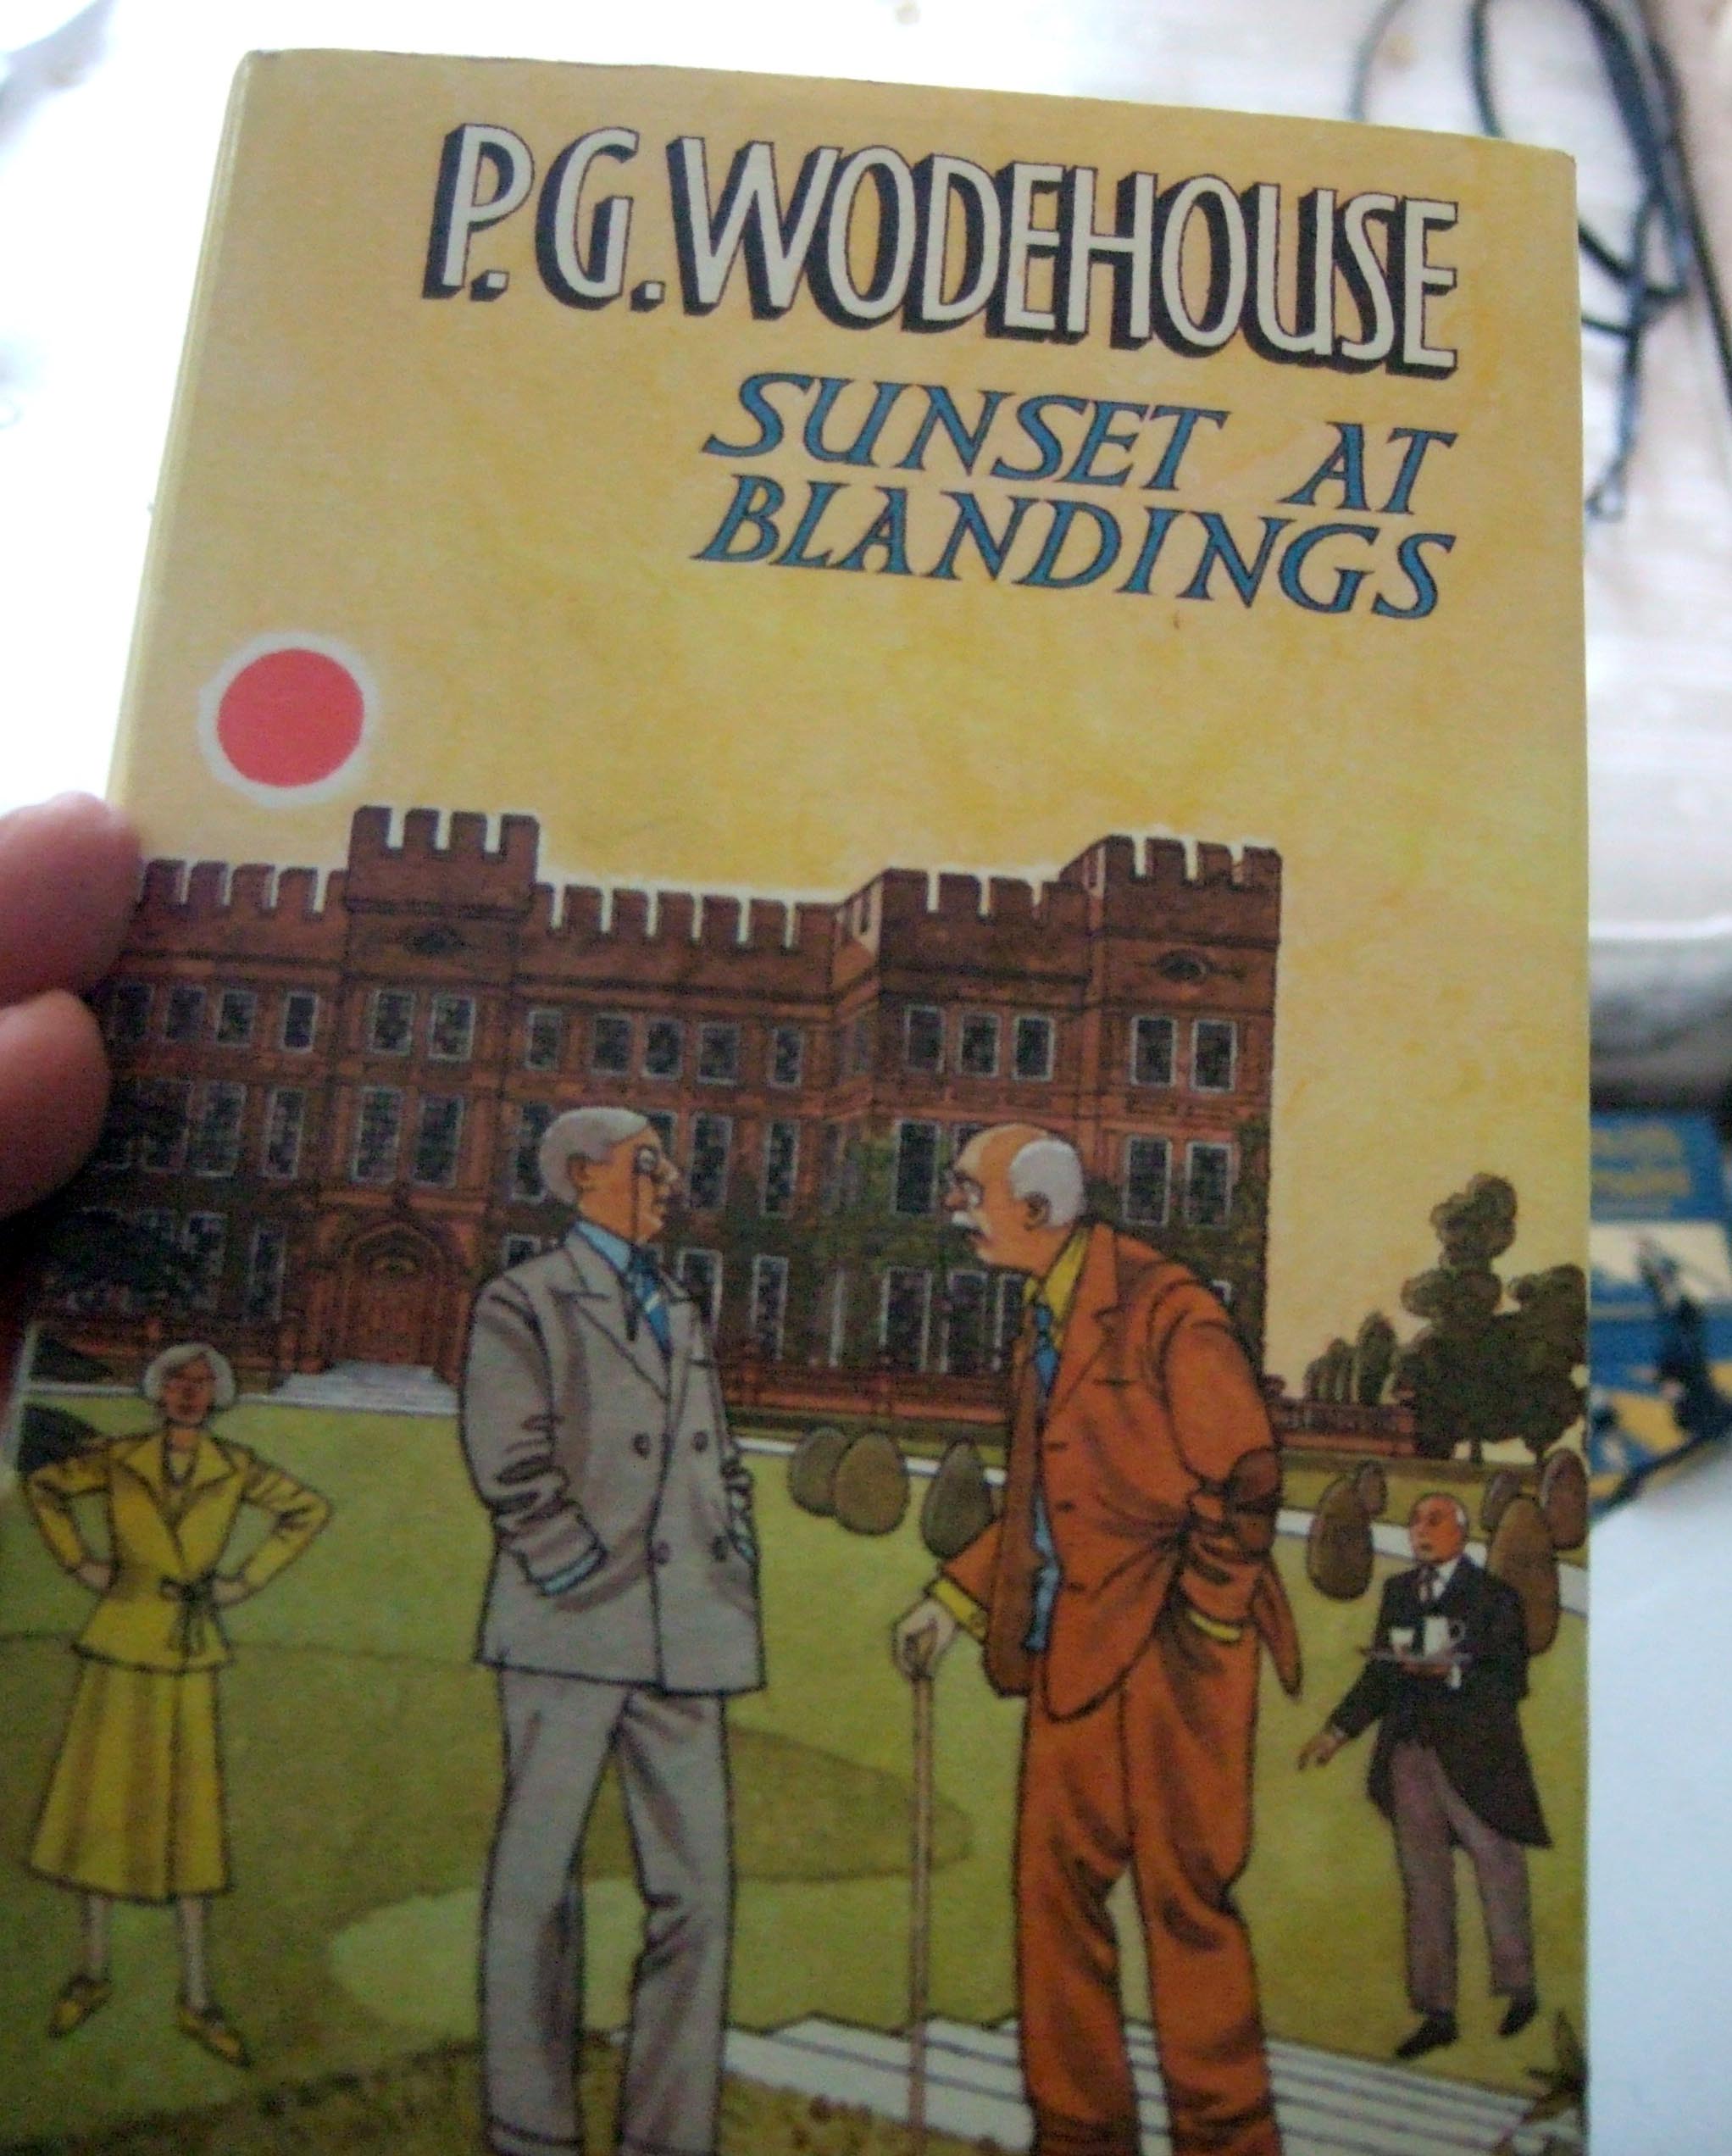 P.G. WODEHOUSE
SUNSET AT
BLANDINGS